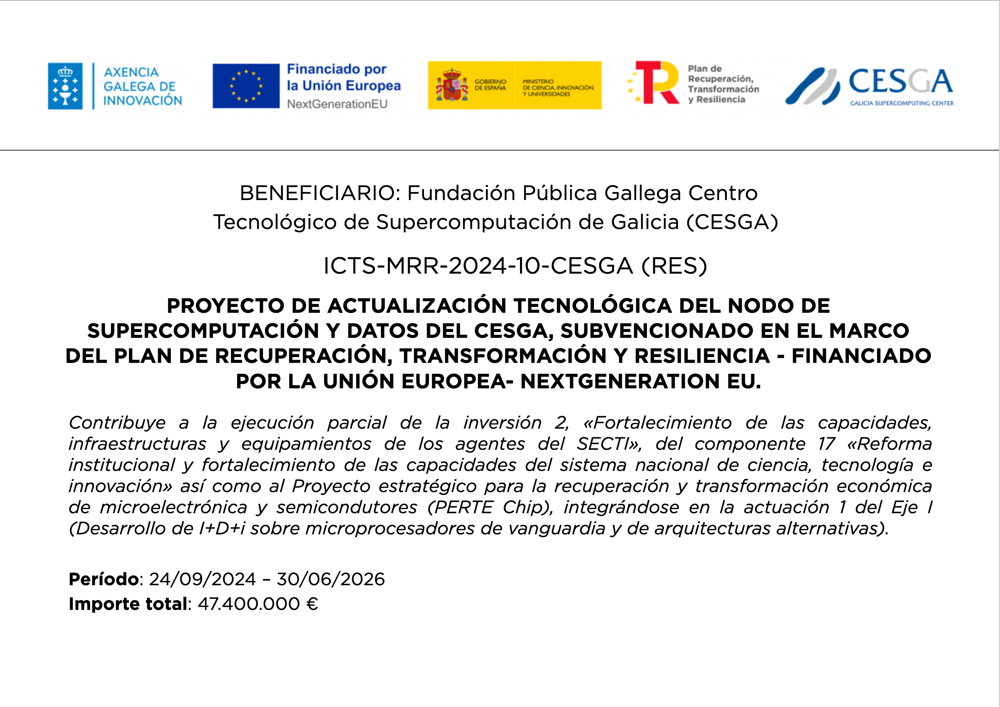 AXENCIA
GALEGA DE
INNOVACIÓN
Financiado por
la Unión Europea
NextGenerationEU
GOBIERNO
DE ESPAÑA
MINISTERIO
DE CIENCIA, INNOVACIÓN
Y UNIVERSIDADES
TR
Plan de
Recuperación,
Transformación
y Resiliencia
CESGA
GALICIA SUPERCOMPUTING CENTER
BENEFICIARIO: Fundación Pública Gallega Centro
Tecnológico de Supercomputación de Galicia (CESGA)
ICTS-MRR-2024-10-CESGA (RES)
PROYECTO DE ACTUALIZACIÓN TECNOLÓGICA DEL NODO DE
SUPERCOMPUTACIÓN Y DATOS DEL CESGA, SUBVENCIONADO EN EL MARCO
DEL PLAN DE RECUPERACIÓN, TRANSFORMACIÓN Y RESILIENCIA - FINANCIADO
POR LA UNIÓN EUROPEA- NEXTGENERATION EU.
Contribuye a la ejecución parcial de la inversión 2, «Fortalecimiento de las capacidades,
infraestructuras y equipamientos de los agentes del SECTI», del componente 17 «Reforma
institucional y fortalecimiento de las capacidades del sistema nacional de ciencia, tecnología e
innovación» así como al Proyecto estratégico para la recuperación y transformación económica
de microelectrónica y semicondutores (PERTE Chip), integrándose en la actuación 1 del Eje I
(Desarrollo de I+D+i sobre microprocesadores de vanguardia y de arquitecturas alternativas).
Período: 24/09/2024 – 30/06/2026
Importe total: 47.400.000 €